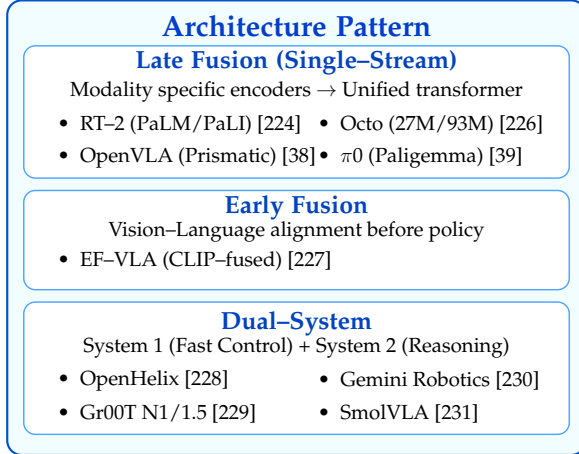 Architecture Pattern
Late Fusion (Single–Stream)
Modality specific encoders → Unified transformer
• RT–2 (PaLM/PaLI) [224] • Octo (27M/93M) [226]
• OpenVLA (Prismatic) [38] • π0 (Paligemma) [39]
Early Fusion
Vision–Language alignment before policy
• EF–VLA (CLIP–fused) [227]
Dual–System
System 1 (Fast Control) + System 2 (Reasoning)
• OpenHelix [228] • Gemini Robotics [230]
• Gr00T N1/1.5 [229] • SmolVLA [231]